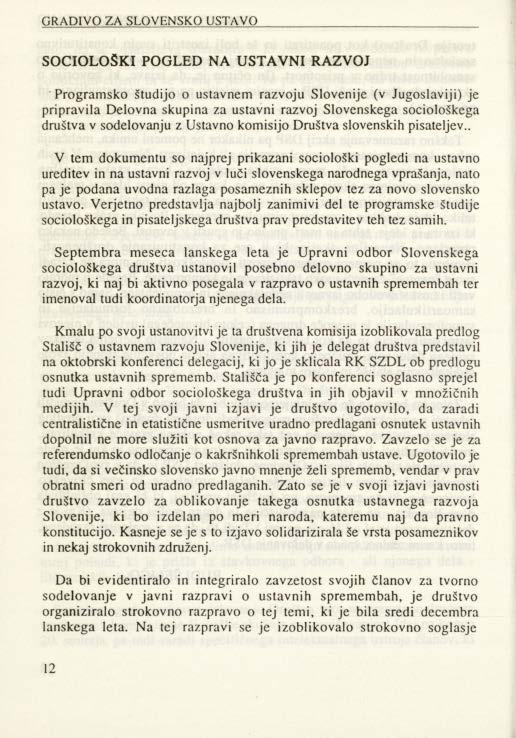 GRADIVO ZA SLOVENSKO USTAVO
SOCIOLOŠKI POGLED NA USTAVNI RAZVOJ
Programsko študijo o ustavnem razvoju Slovenije (v Jugoslaviji) je
pripravila Delovna skupina za ustavni razvoj Slovenskega sociološkega
društva v sodelovanju z Ustavno komisijo Društva slovenskih pisateljev..
V tem dokumentu so najprej prikazani sociološki pogledi na ustavno
ureditev in na ustavni razvoj v luči slovenskega narodnega vprašanja, nato
pa je podana uvodna razlaga posameznih sklepov tez za novo slovensko
ustavo. Verjetno predstavlja najbolj zanimivi del te programske študije
sociološkega in pisateljskega društva prav predstavitev teh tez samih.
Septembra meseca lanskega leta je Upravni odbor Slovenskega
sociološkega društva ustanovil posebno delovno skupino za ustavni
razvoj, ki naj bi aktivno posegala v razpravo o ustavnih spremembah ter
imenoval tudi koordinatorja njenega dela.
Kmalu po svoji ustanovitvi je ta društvena komisija izoblikovala predlog
Stališč o ustavnem razvoju Slovenije, ki jih je delegat društva predstavil
na oktobrski konferenci delegacij, ki jo je sklicala RK SZDL ob predlogu
osnutka ustavnih sprememb. Stališča je po konferenci soglasno sprejel
tudi Upravni odbor sociološkega društva in jih objavil v množičnih
medijih. V tej svoji javni izjavi je društvo ugotovilo, da zaradi
centralistične in etatistične usmeritve uradno predlagani osnutek ustavnih
dopolnil ne more služiti kot osnova za javno razpravo. Zavzelo se je za
referendumsko odločanje o kakršnihkoli spremembah ustave. Ugotovilo je
tudi, da si večinsko slovensko javno mnenje želi sprememb, vendar v prav
obratni smeri od uradno predlaganih. Zato se je v svoji izjavi javnosti
društvo zavzelo za oblikovanje takega osnutka ustavnega razvoja
Slovenije, ki bo izdelan po meri naroda, kateremu naj da pravno
konstitucijo. Kasneje se je s to izjavo solidarizirala še vrsta posameznikov
in nekaj strokovnih združenj.
Da bi evidentiralo in integriralo zavzetost svojih članov za tvorno
sodelovanje v javni razpravi o ustavnih spremembah, je društvo
organiziralo strokovno razpravo o tej temi, ki je bila sredi decembra
lanskega leta. Na tej razpravi se je izoblikovalo strokovno soglasje
12